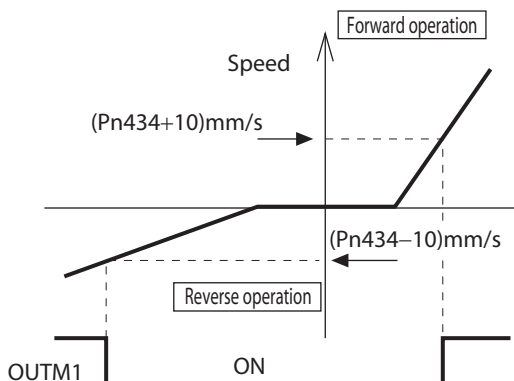 Forward operation
Speed
(Pn434+10)mm/s
(Pn434−10)mm/s
Reverse operation
OUTM1
ON